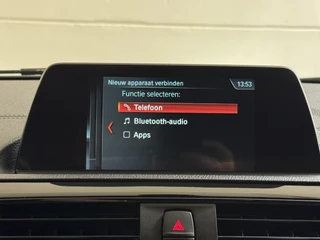 Nieuw apparaat verbinden 13:53
Functie selecteren:
Telefoon
Bluetooth-audio
Apps